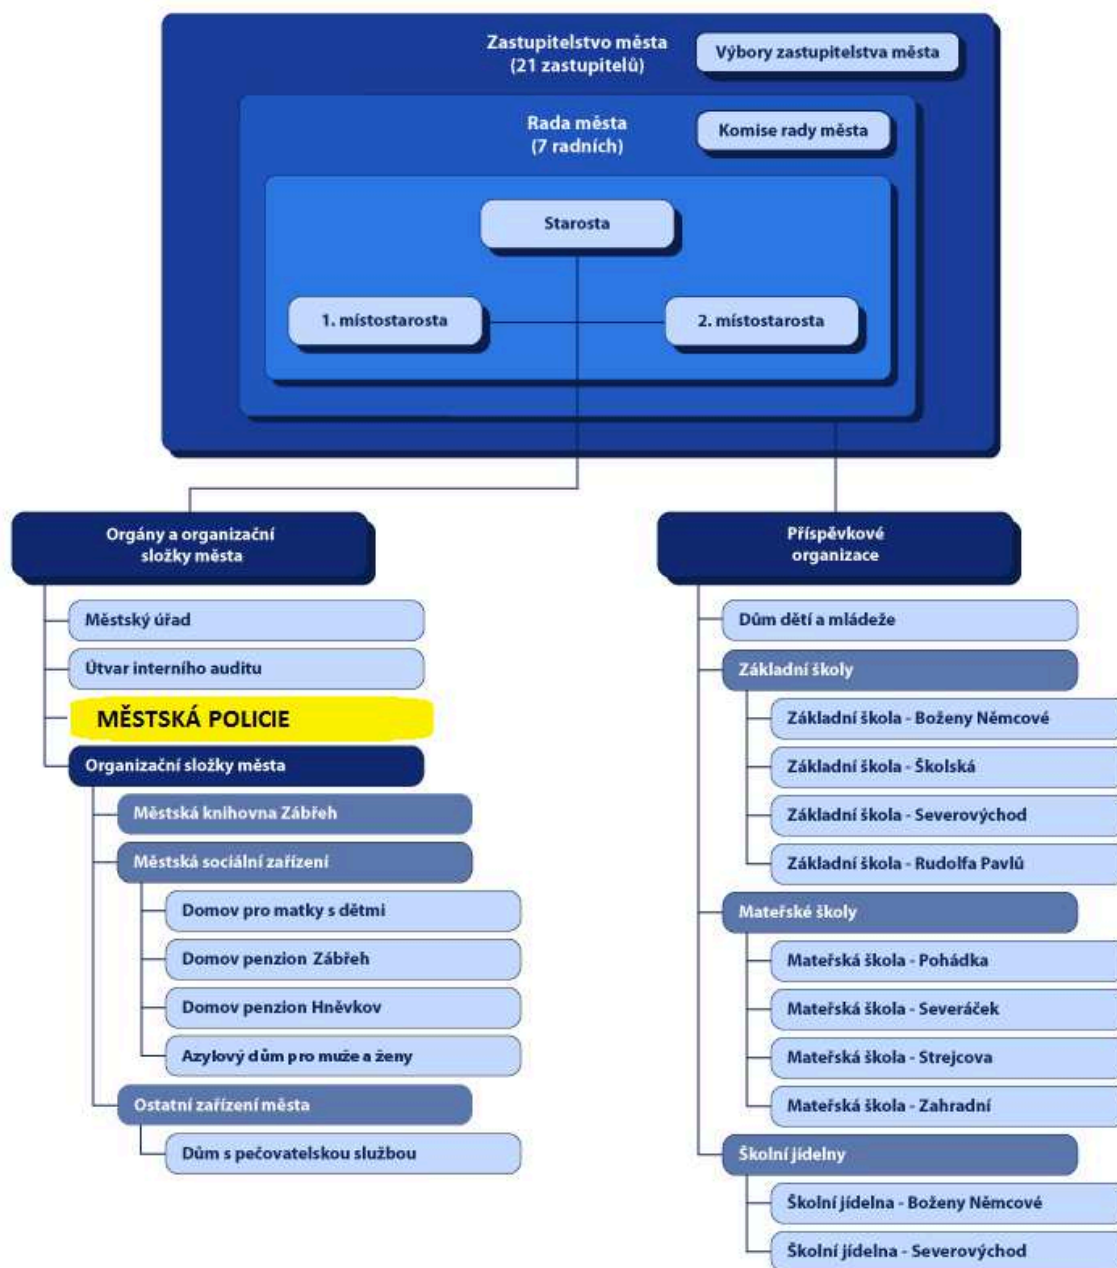 Zastupitelstvo města
(21 zastupitelů)
Výbory zastupitelstva města
Rada města
(7 radních)
Komise rady města
Starosta
1. místostarosta
2. místostarosta
Orgány a organizační
složky města
Městský úřad
Útvar interního auditu
MĚSTSKÁ POLICIE
Organizační složky města
Městská knihovna Zábřeh
Městská sociální zařízení
Domov pro matky s dětmi
Domov penzion Zábřeh
Domov penzion Hněvkov
Azylový dům pro muže a ženy
Ostatní zařízení města
Dům s pečovatelskou službou
Příspěvkové
organizace
Dům dětí a mládeže
Základní školy
Základní škola - Boženy Němcové
Základní škola - Školská
Základní škola - Severovýchod
Základní škola - Rudolfa Pavlů
Mateřské školy
Mateřská škola - Pohádka
Mateřská škola - Severáček
Mateřská škola - Strejcova
Mateřská škola - Zahradní
Školní jídelny
Školní jídelna - Boženy Němcové
Školní jídelna - Severovýchod